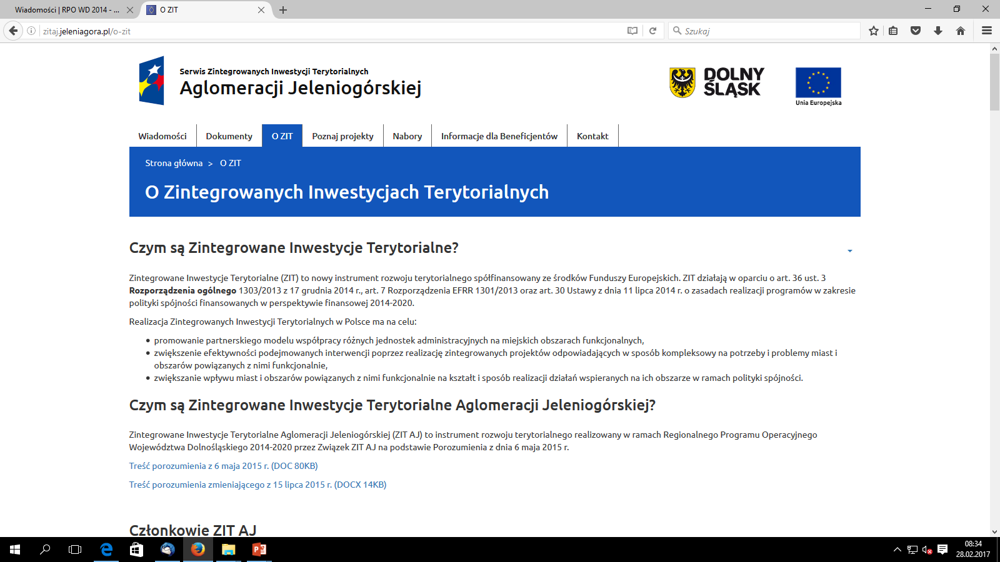 Wiadomości | RPO WD 2014 - ...
O ZIT
zitaj.jeleniagora.pl/o-zit
Szukaj
Serwis Zintegrowanych Inwestycji Terytorialnych
Aglomeracji Jeleniogórskiej
DOLNY
ŚLĄSK
Unia Europejska
Wiadomości
Dokumenty
O ZIT
Poznaj projekty
Nabory
Informacje dla Beneficjentów
Kontakt
Strona główna > O ZIT
O Zintegrowanych Inwestycjach Terytorialnych
Czym są Zintegrowane Inwestycje Terytorialne?
Zintegrowane Inwestycje Terytorialne (ZIT) to nowy instrument rozwoju terytorialnego spółfinansowany ze środków Funduszy Europejskich. ZIT działają w oparciu o art. 36 ust. 3
Rozporządzenia ogólnego 1303/2013 z 17 grudnia 2014 r., art. 7 Rozporządzenia EFRR 1301/2013 oraz art. 30 Ustawy z dnia 11 lipca 2014 r. o zasadach realizacji programów w zakresie
polityki spójności finansowanych w perspektywie finansowej 2014-2020.
Realizacja Zintegrowanych Inwestycji Terytorialnych w Polsce ma na celu:
• promowanie partnerskiego modelu współpracy różnych jednostek administracyjnych na miejskich obszarach funkcjonalnych,
• zwiększenie efektywności podejmowanych interwencji poprzez realizację zintegrowanych projektów odpowiadających w sposób kompleksowy na potrzeby i problemy miast i
obszarów powiązanych z nimi funkcjonalnie,
• zwiększanie wpływu miast i obszarów powiązanych z nimi funkcjonalnie na kształt i sposób realizacji działań wspieranych na ich obszarze w ramach polityki spójności.
Czym są Zintegrowane Inwestycje Terytorialne Aglomeracji Jeleniogórskiej?
Zintegrowane Inwestycje Terytorialne Aglomeracji Jeleniogórskiej (ZIT AJ) to instrument rozwoju terytorialnego realizowany w ramach Regionalnego Programu Operacyjnego
Województwa Dolnośląskiego 2014-2020 przez Związek ZIT AJ na podstawie Porozumienia z dnia 6 maja 2015 r.
Treść porozumienia z 6 maja 2015 r. (DOC 80KB)
Treść porozumienia zmieniającego z 15 lipca 2015 r. (DOCX 14KB)
Członkowie ZIT AJ
08:34
28.02.2017